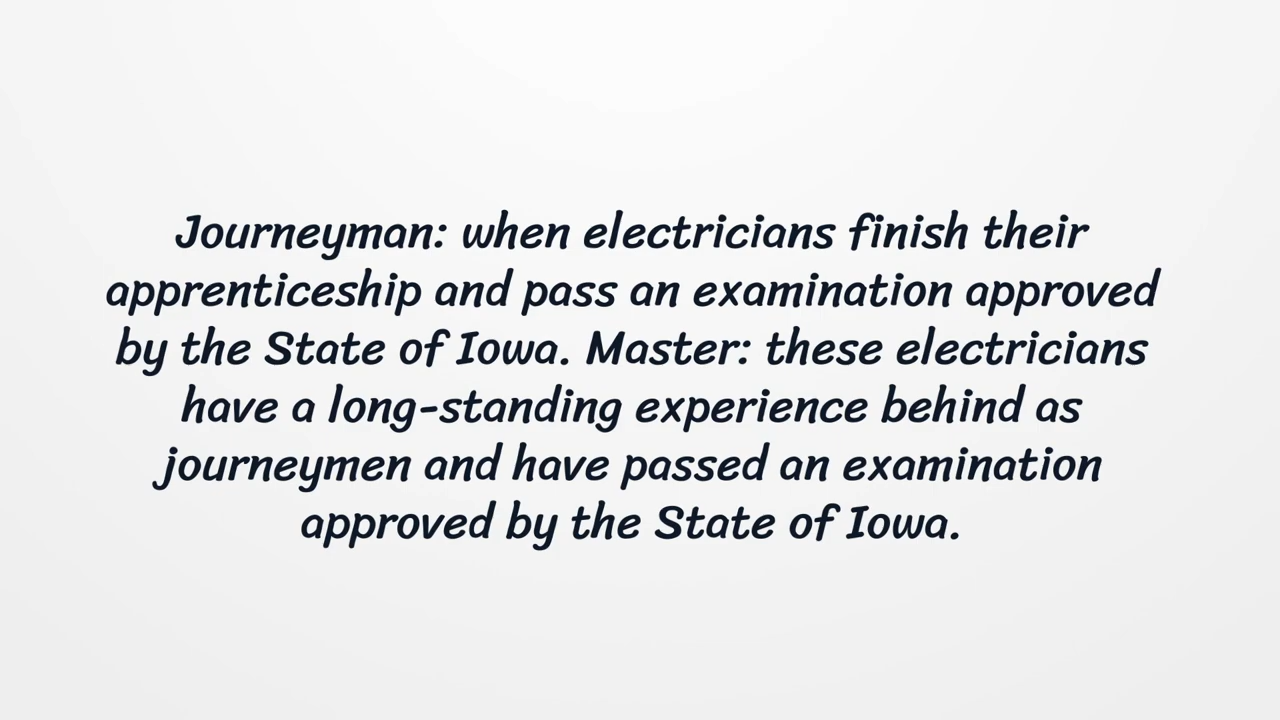 Journeyman: when electricians finish their
apprenticeship and pass an examination approved
by the State of Iowa. Master: these electricians
have a long-standing experience behind as
journeymen and have passed an examination
approved by the State of Iowa.